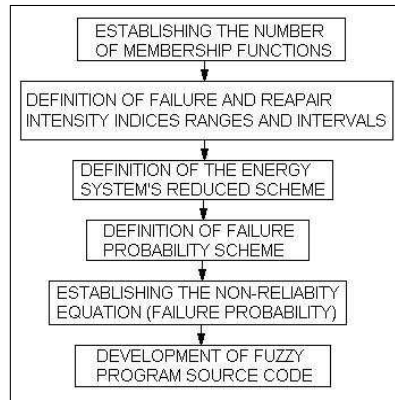 ESTABLISHING THE NUMBER
OF MEMBERSHIP FUNCTIONS
DEFINITION OF FAILURE AND REAPAIR
INTENSITY INDICES RANGES AND INTERVALS
DEFINITION OF THE ENERGY
SYSTEM'S REDUCED SCHEME
DEFINITION OF FAILURE
PROBABILITY SCHEME
ESTABLISHING THE NON-RELIABITY
EQUATION (FAILURE PROBABILITY)
DEVELOPMENT OF FUZZY
PROGRAM SOURCE CODE